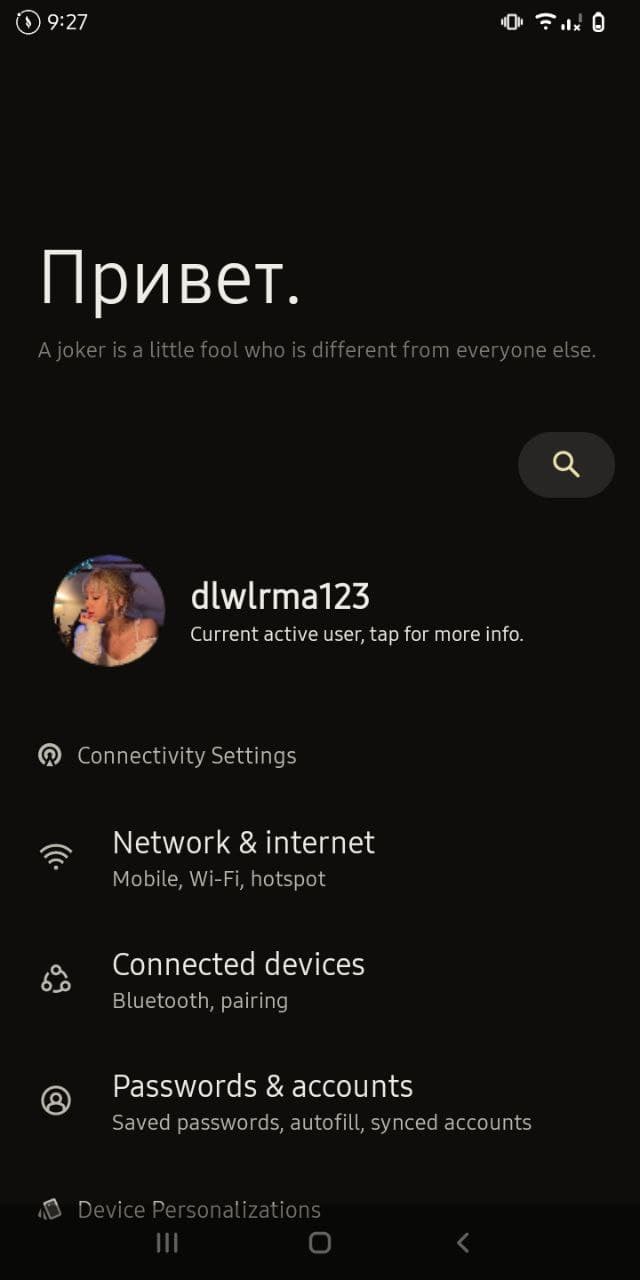 9:27
Привет.
A joker is a little fool who is different from everyone else.
dlwlrma123
Current active user, tap for more info.
Connectivity Settings
Network & internet
Mobile, Wi-Fi, hotspot
Connected devices
Bluetooth, pairing
Passwords & accounts
Saved passwords, autofill, synced accounts
Device Personalizations